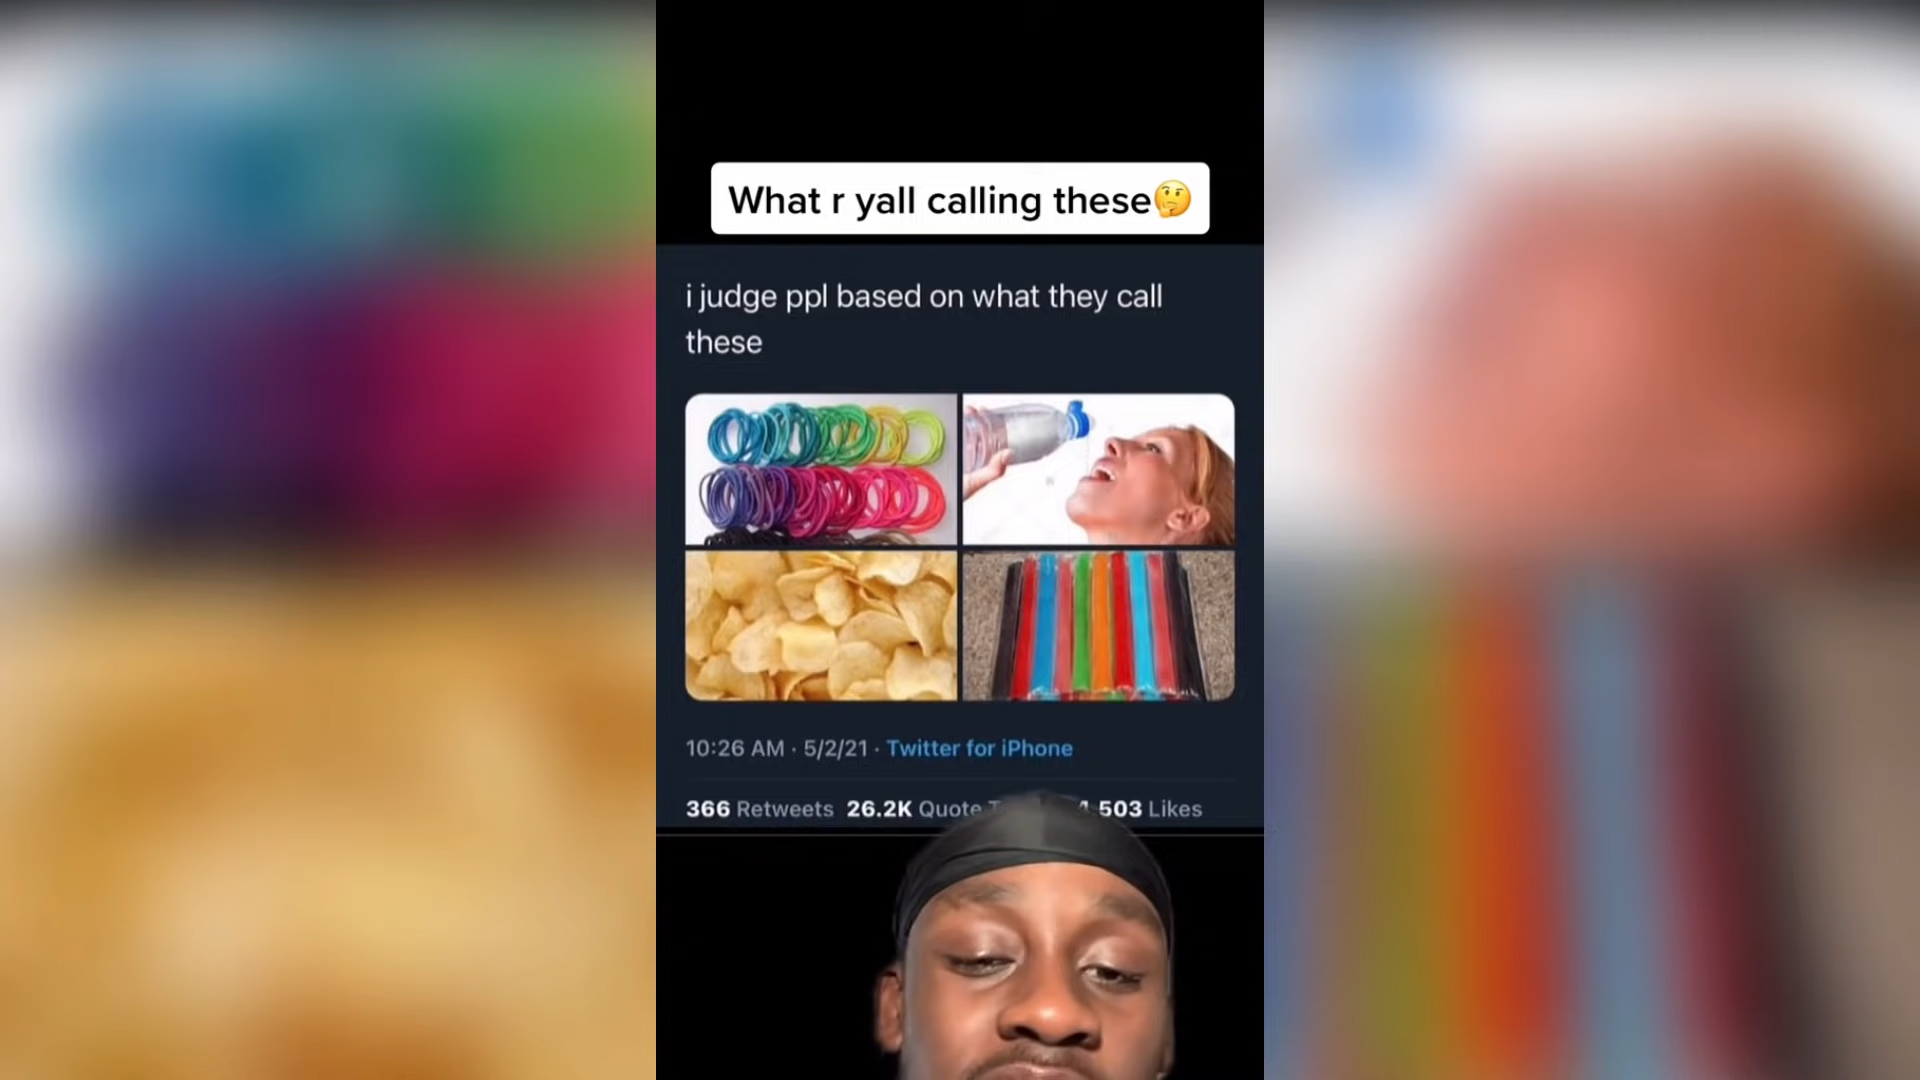 What r yall calling these🤔
i judge ppl based on what they call
these
10:26 AM · 5/2/21 · Twitter for iPhone
366 Retweets 26.2K Quote 503 Likes